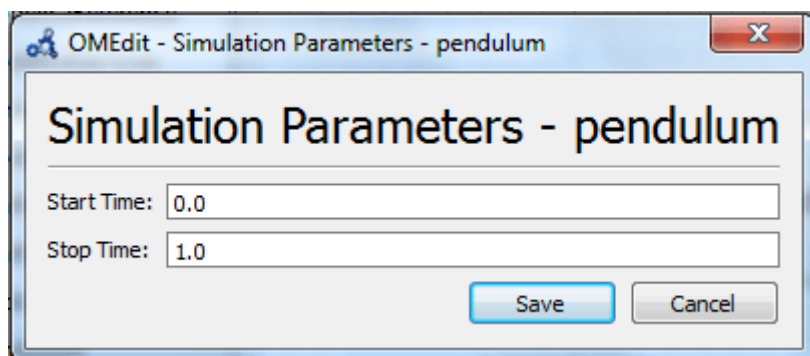 OMEdit - Simulation Parameters - pendulum
Simulation Parameters - pendulum
Start Time: 0.0
Stop Time: 1.0
Save Cancel